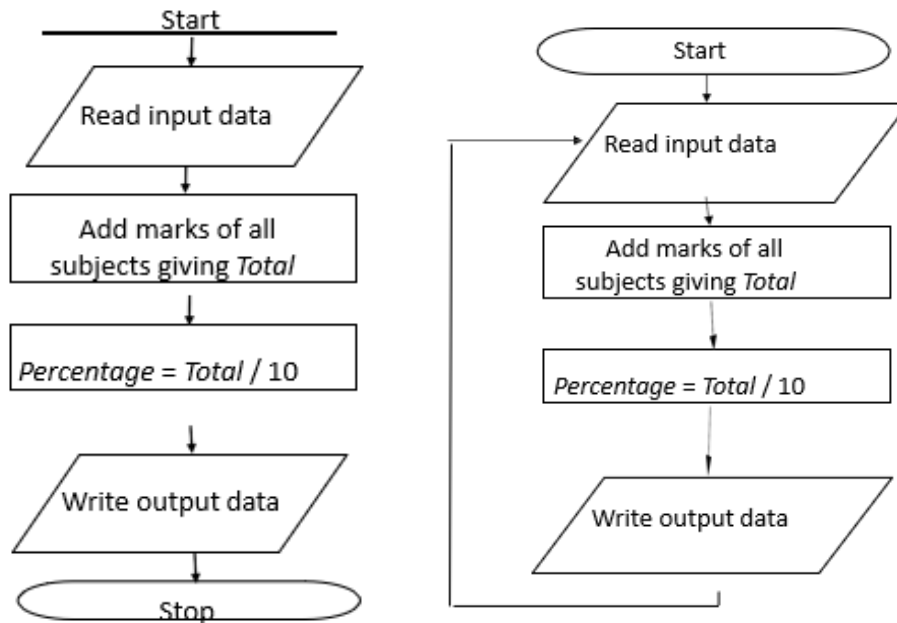 Start
Read input data
Add marks of all
subjects giving Total
Percentage = Total / 10
Write output data
Stop
Start
Read input data
Add marks of all
subjects giving Total
Percentage = Total / 10
Write output data